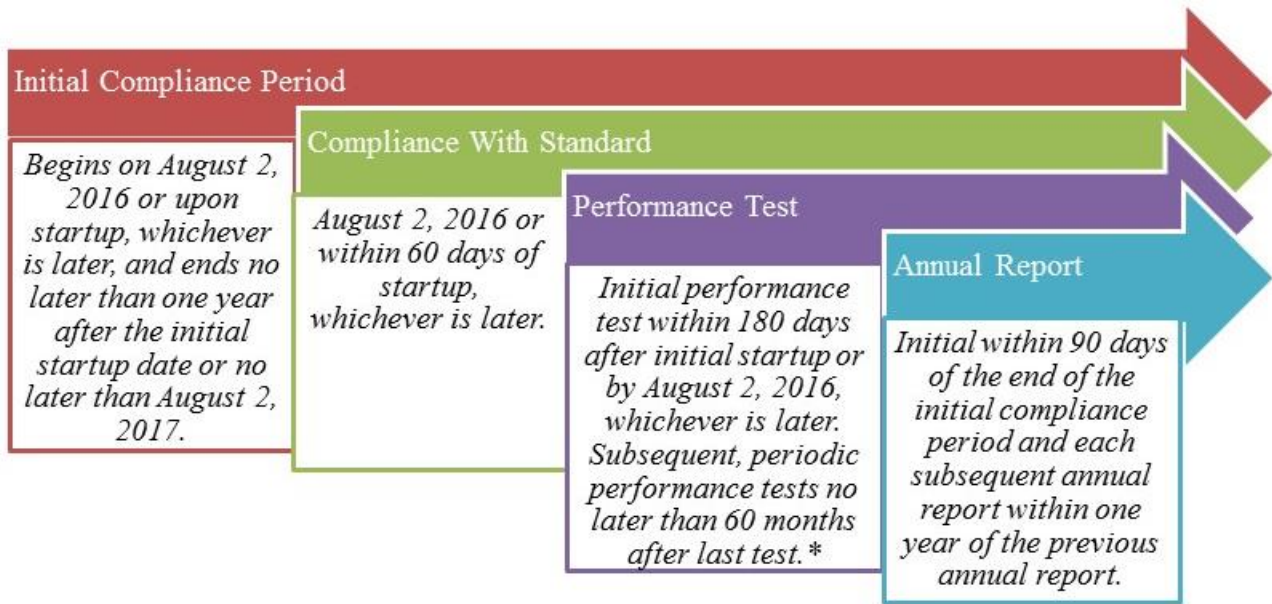 Initial Compliance Period
Begins on August 2,
2016 or upon
startup, whichever
is later, and ends no
later than one year
after the initial
startup date or no
later than August 2,
2017.
Compliance With Standard
August 2, 2016 or
within 60 days of
startup,
whichever is later.
Performance Test
Initial performance
test within 180 days
after initial startup or
by August 2, 2016,
whichever is later.
Subsequent, periodic
performance tests no
later than 60 months
after last test.*
Annual Report
Initial within 90 days
of the end of the
initial compliance
period and each
subsequent annual
report within one
year of the previous
annual report.